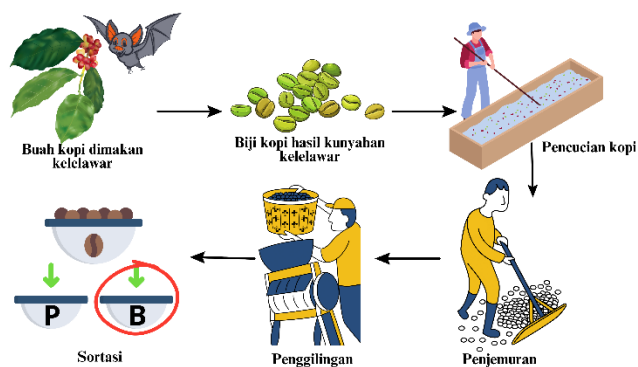 Buah kopi dimakan
kelelawar
Biji kopi hasil kunyahan
kelelawar
Pencucian kopi
Penjemuran
Penggilingan
P
B
Sortasi